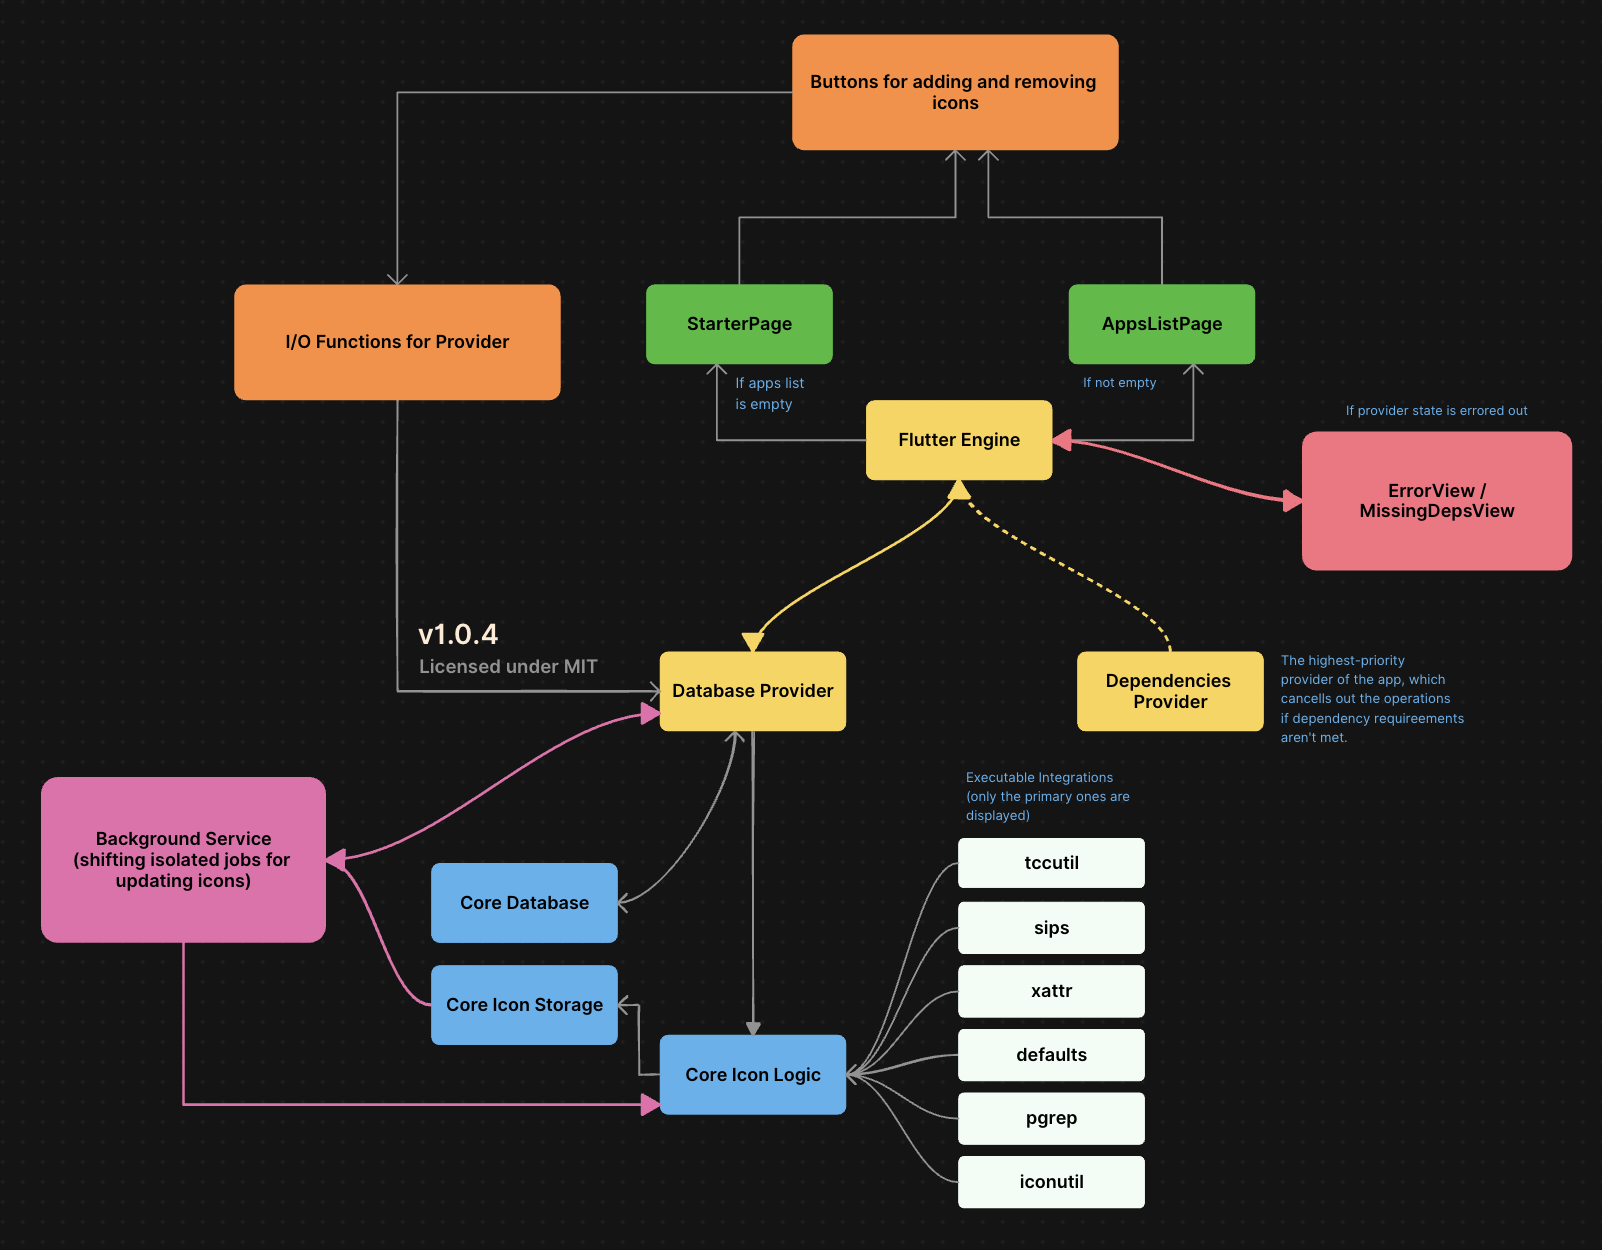 Buttons for adding and removing
icons
I/O Functions for Provider
StarterPage
AppsListPage
If apps list
is empty
If not empty
Flutter Engine
If provider state is errored out
ErrorView /
MissingDepsView
v1.0.4
Licensed under MIT
Database Provider
Dependencies
Provider
The highest-priority
provider of the app, which
cancells out the operations
if dependency requireements
aren't met.
Background Service
(shifting isolated jobs for
updating icons)
Core Database
Core Icon Storage
Core Icon Logic
Executable Integrations
(only the primary ones are
displayed)
tccutil
sips
xattr
defaults
pgrep
iconutil